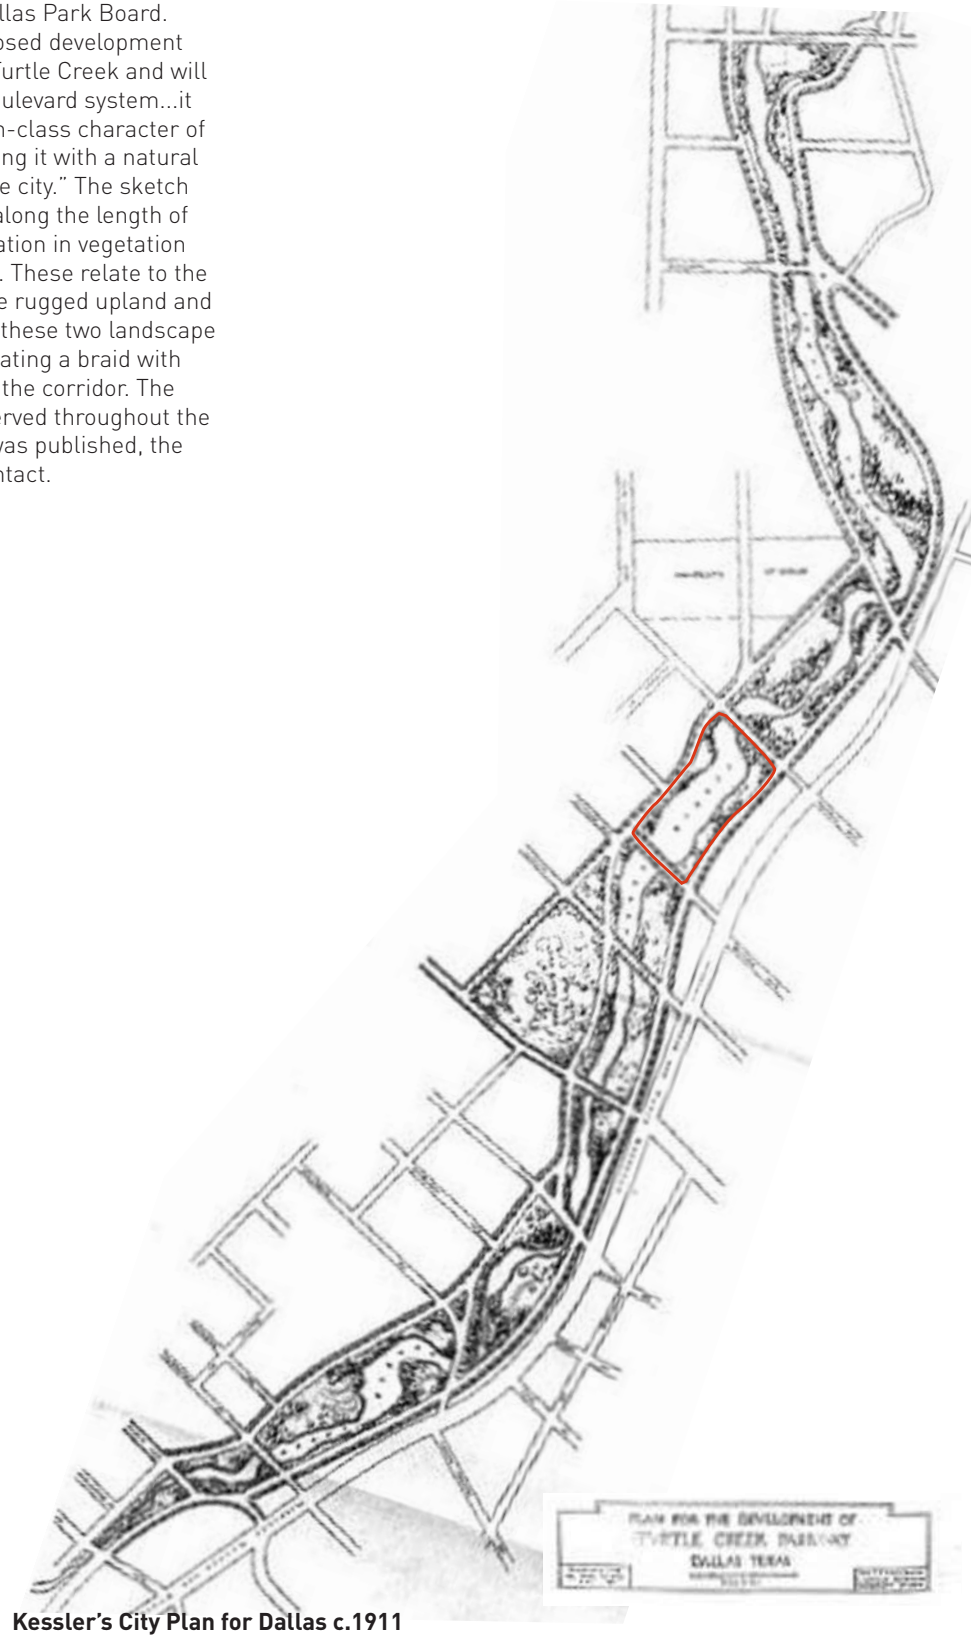 llas Park Board.
osed development
Turtle Creek and will
ulevard system...it
h-class character of
ing it with a natural
e city.” The sketch
along the length of
ation in vegetation
. These relate to the
e rugged upland and
these two landscape
ating a braid with
the corridor. The
erved throughout the
was published, the
ntact.
PLAN FOR THE DEVELOPMENT OF
TURTLE CREEK PARKWAY
DALLAS TEXAS
Kessler’s City Plan for Dallas c.1911